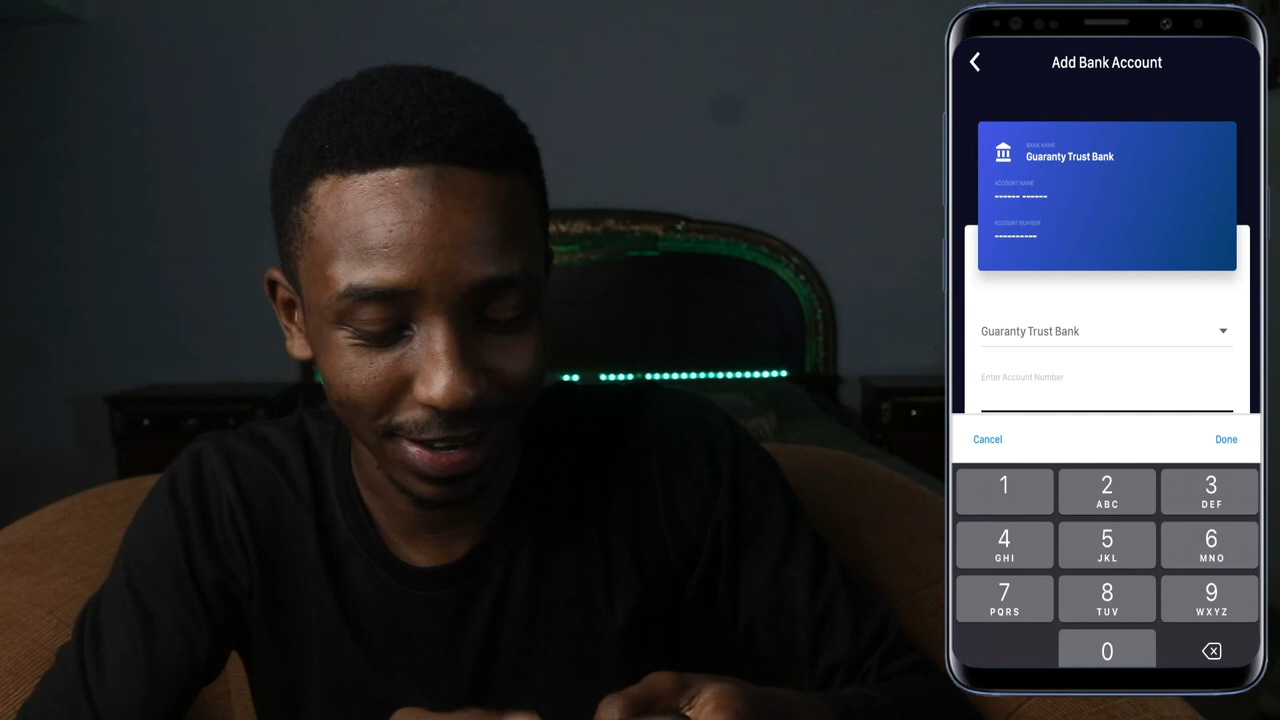 Add Bank Account
BANK NAME
Guaranty Trust Bank
ACCOUNT NAME
------ ------
ACCOUNT NUMBER
----------
Guaranty Trust Bank
Enter Account Number
Cancel
Done
1
2
ABC
3
DEF
4
GHI
5
JKL
6
MNO
7
PQRS
8
TUV
9
WXYZ
0